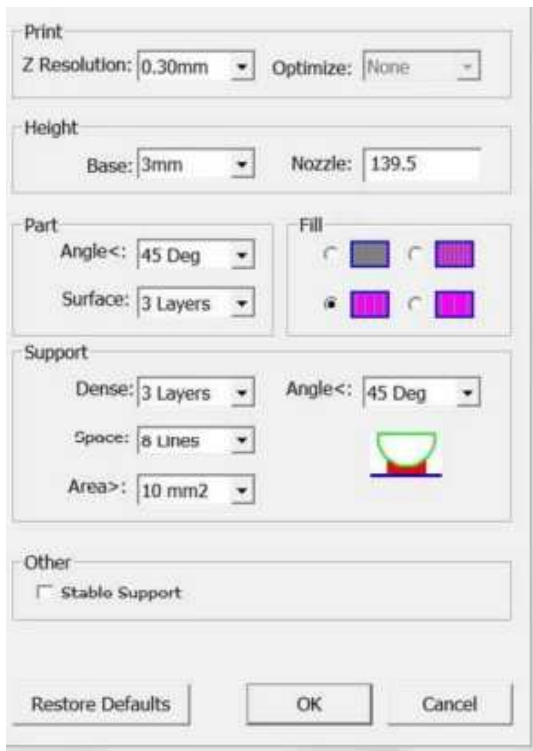 Print
Z Resolution: 0.30mm Optimize: None
Height
Base: 3mm Nozzle: 139.5
Part Fill
Angle<: 45 Deg
Surface: 3 Layers
Support
Dense: 3 Layers Angle<: 45 Deg
Space: 8 Lines
Area>: 10 mm2
Other
Stable Support
Restore Defaults OK Cancel